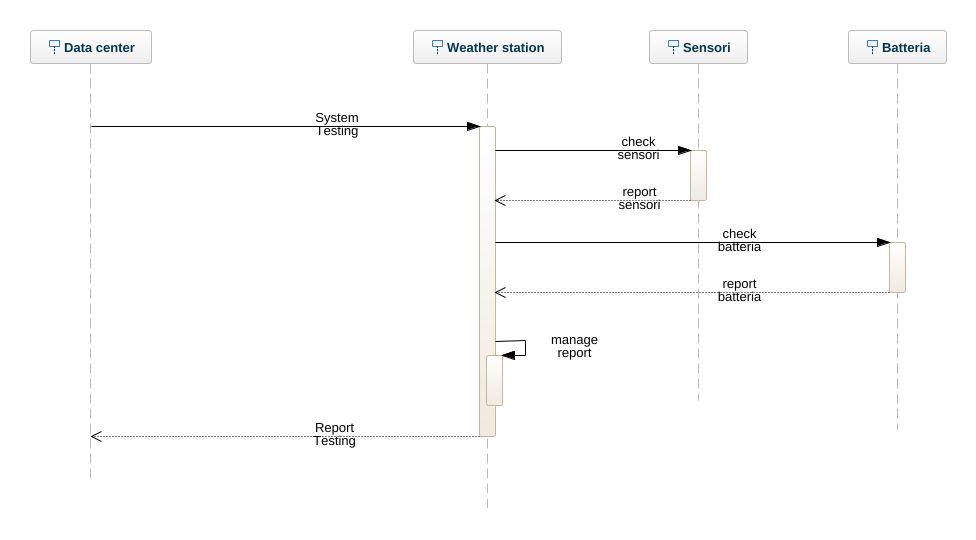 Data center
Weather station
Sensori
Batteria
System
Testing
check
sensori
report
sensori
check
batteria
report
batteria
manage
report
Report
Testing